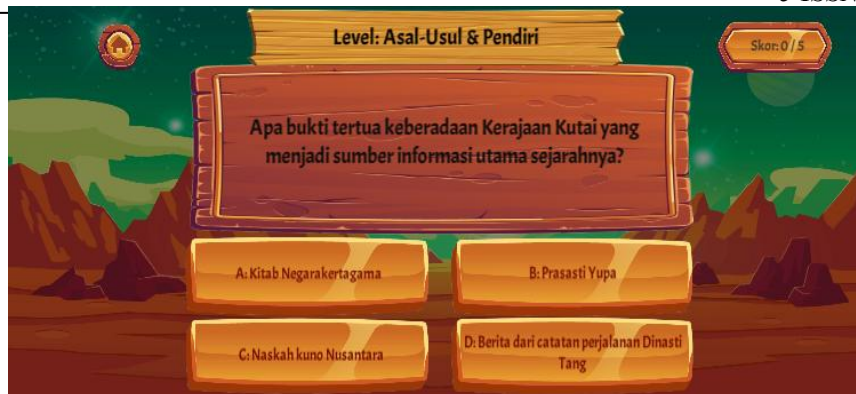 Level: Asal-Usul & Pendiri
Skor: 0 / 5
Apa bukti tertua keberadaan Kerajaan Kutai yang
menjadi sumber informasi utama sejarahnya?
A: Kitab Negarakertagama
B: Prasasti Yupa
C: Naskah kuno Nusantara
D: Berita dari catatan perjalanan Dinasti
Tang